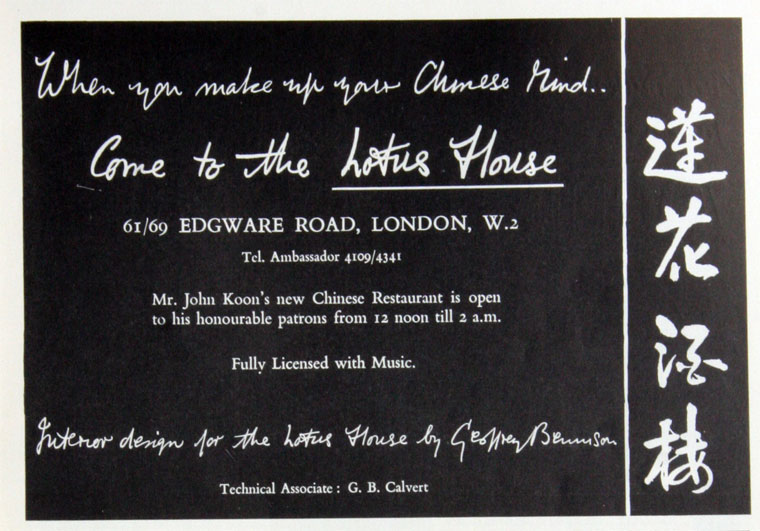 When you make up your Chinese Mind..
Come to the Lotus House
61/69 EDGWARE ROAD, LONDON, W.2
Tel. Ambassador 4109/4341
Mr. John Koon's new Chinese Restaurant is open
to his honourable patrons from 12 noon till 2 a.m.
Fully Licensed with Music.
Interior design for the Lotus House by Geoffrey Bennison
Technical Associate : G. B. Calvert
蓮花酒楼